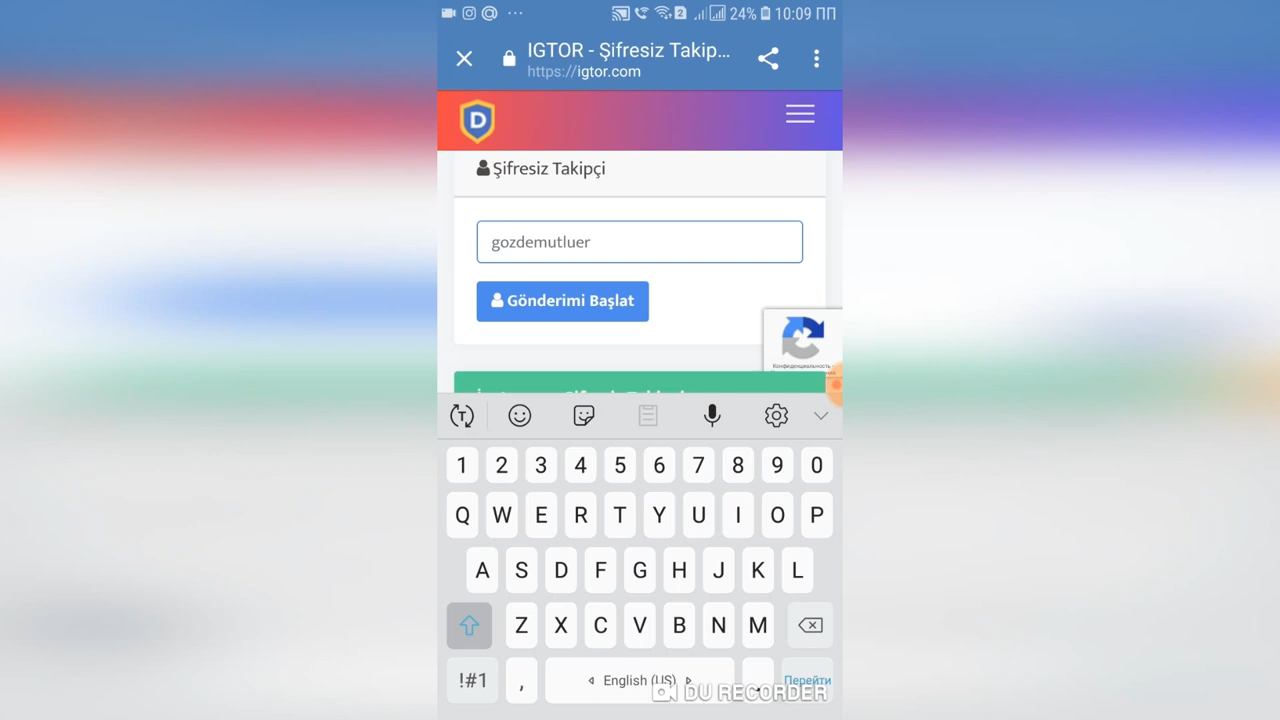 2 24% 10:09 ПП
IGTOR - Şifresiz Takip...
https://igtor.com
D
Şifresiz Takipçi
gozdemutluer
Gönderimi Başlat
Конфиденциальность -
1 2 3 4 5 6 7 8 9 0
Q W E R T Y U I O P
A S D F G H J K L
Z X C V B N M
!#1 , English (US) . Перейти
DU RECORDER